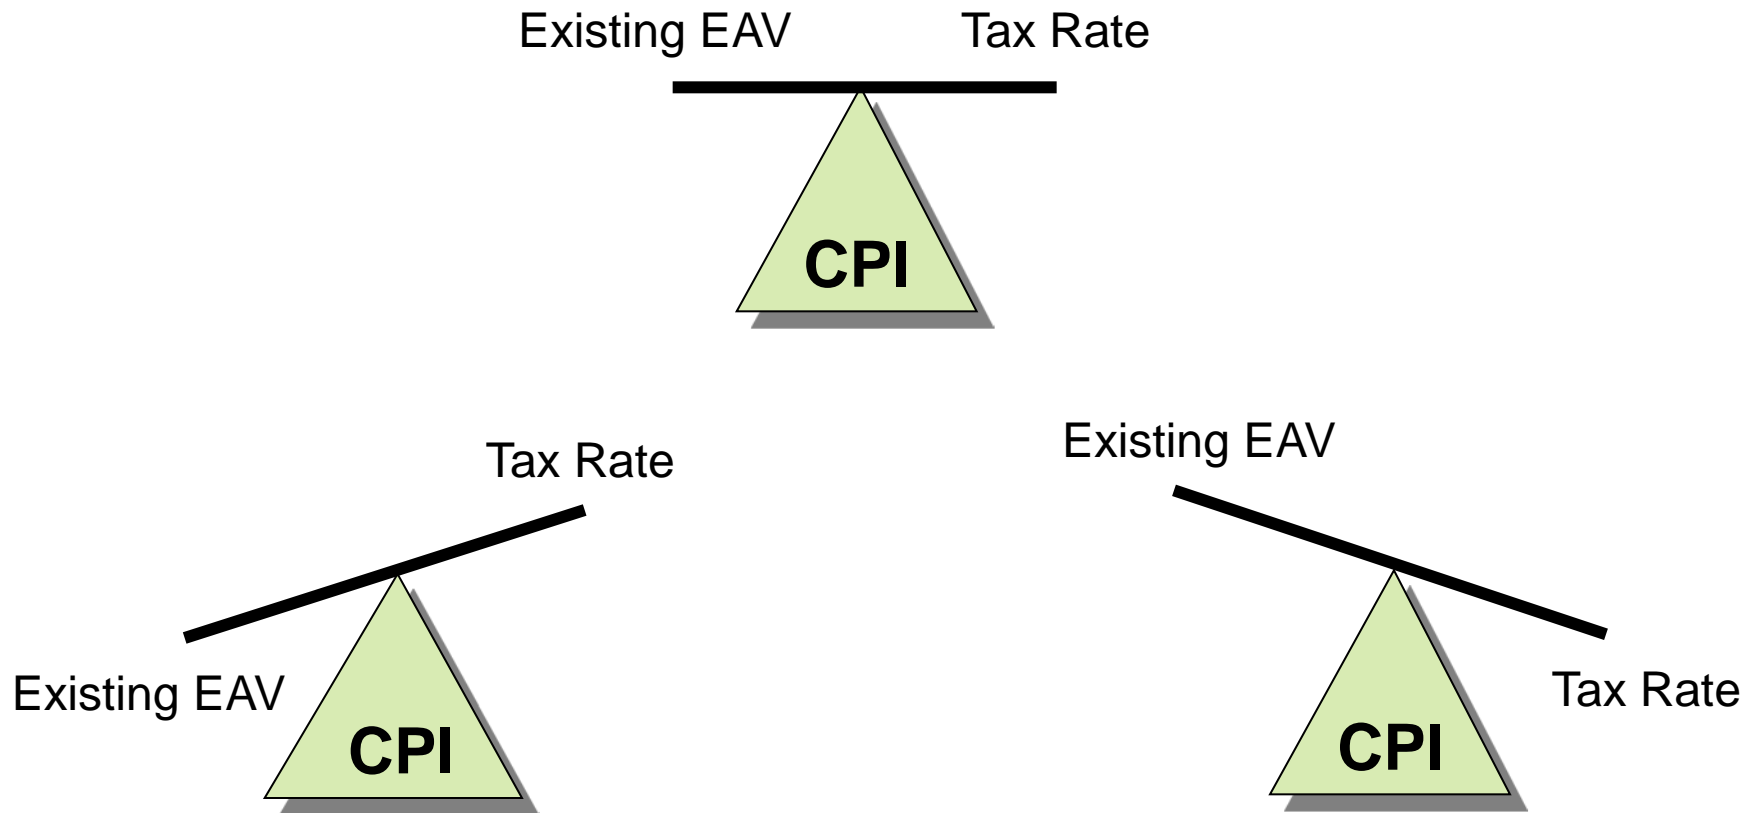 Existing EAV Tax Rate
CPI
Tax Rate
Existing EAV
CPI
Existing EAV
Tax Rate
CPI